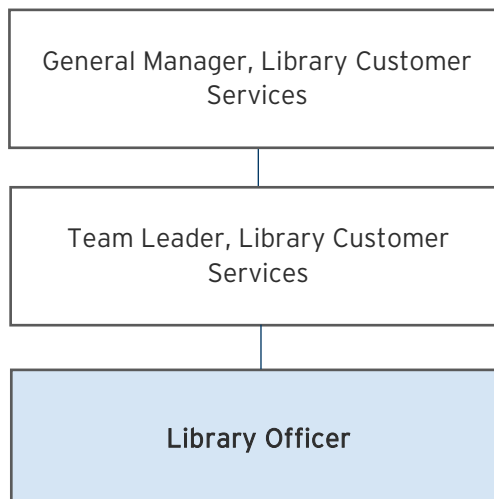 General Manager, Library Customer
Services
Team Leader, Library Customer
Services
Library Officer